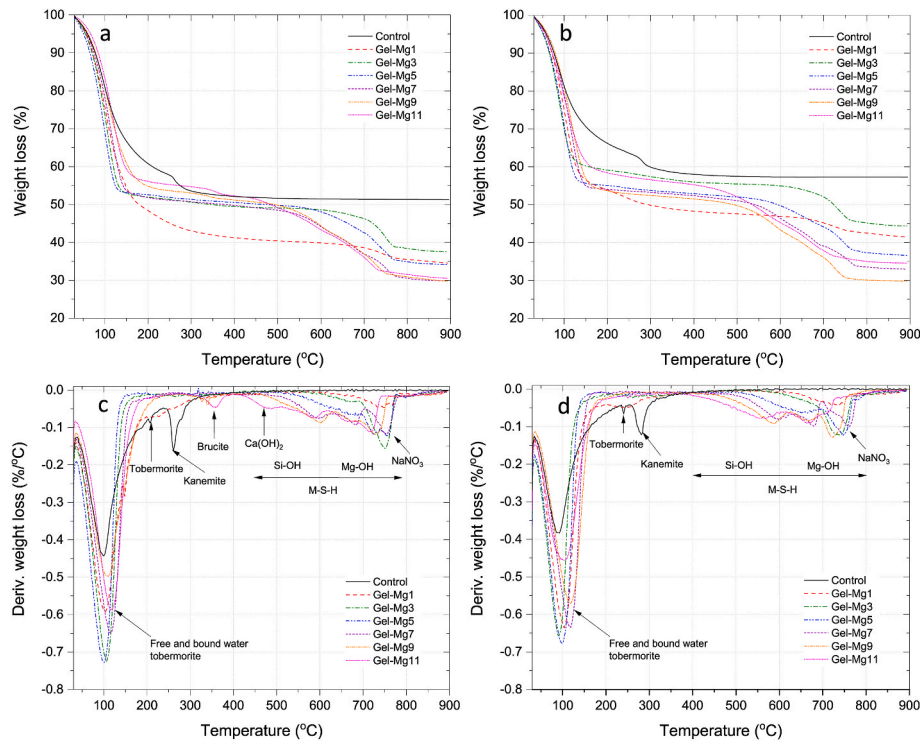 a
Control
Gel-Mg1
Gel-Mg3
Gel-Mg5
Gel-Mg7
Gel-Mg9
Gel-Mg11
100
90
80
70
60
50
40
30
20
Weight loss (%)
100 200 300 400 500 600 700 800 900
Temperature (°C)
b
Control
Gel-Mg1
Gel-Mg3
Gel-Mg5
Gel-Mg7
Gel-Mg9
Gel-Mg11
100
90
80
70
60
50
40
30
20
Weight loss (%)
100 200 300 400 500 600 700 800 900
Temperature (°C)
c
0.0
-0.1
-0.2
-0.3
-0.4
-0.5
-0.6
-0.7
-0.8
Deriv. weight loss (%/°C)
Tobermorite
Kanemite
Brucite
Ca(OH)2
Si-OH
Mg-OH
NaNO3
M-S-H
Free and bound water
tobermorite
Control
Gel-Mg1
Gel-Mg3
Gel-Mg5
Gel-Mg7
Gel-Mg9
Gel-Mg11
100 200 300 400 500 600 700 800 900
Temperature (°C)
d
0.0
-0.1
-0.2
-0.3
-0.4
-0.5
-0.6
-0.7
-0.8
Deriv. weight loss (%/°C)
Tobermorite
Kanemite
Si-OH
Mg-OH
NaNO3
M-S-H
Free and bound water
tobermorite
Control
Gel-Mg1
Gel-Mg3
Gel-Mg5
Gel-Mg7
Gel-Mg9
Gel-Mg11
100 200 300 400 500 600 700 800 900
Temperature (°C)